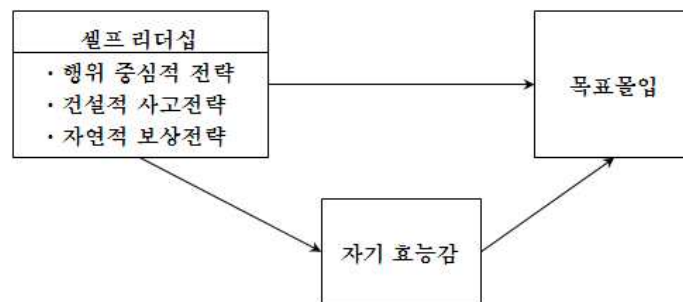 셀프 리더십
· 행위 중심적 전략
· 건설적 사고전략
· 자연적 보상전략
목표몰입
자기 효능감